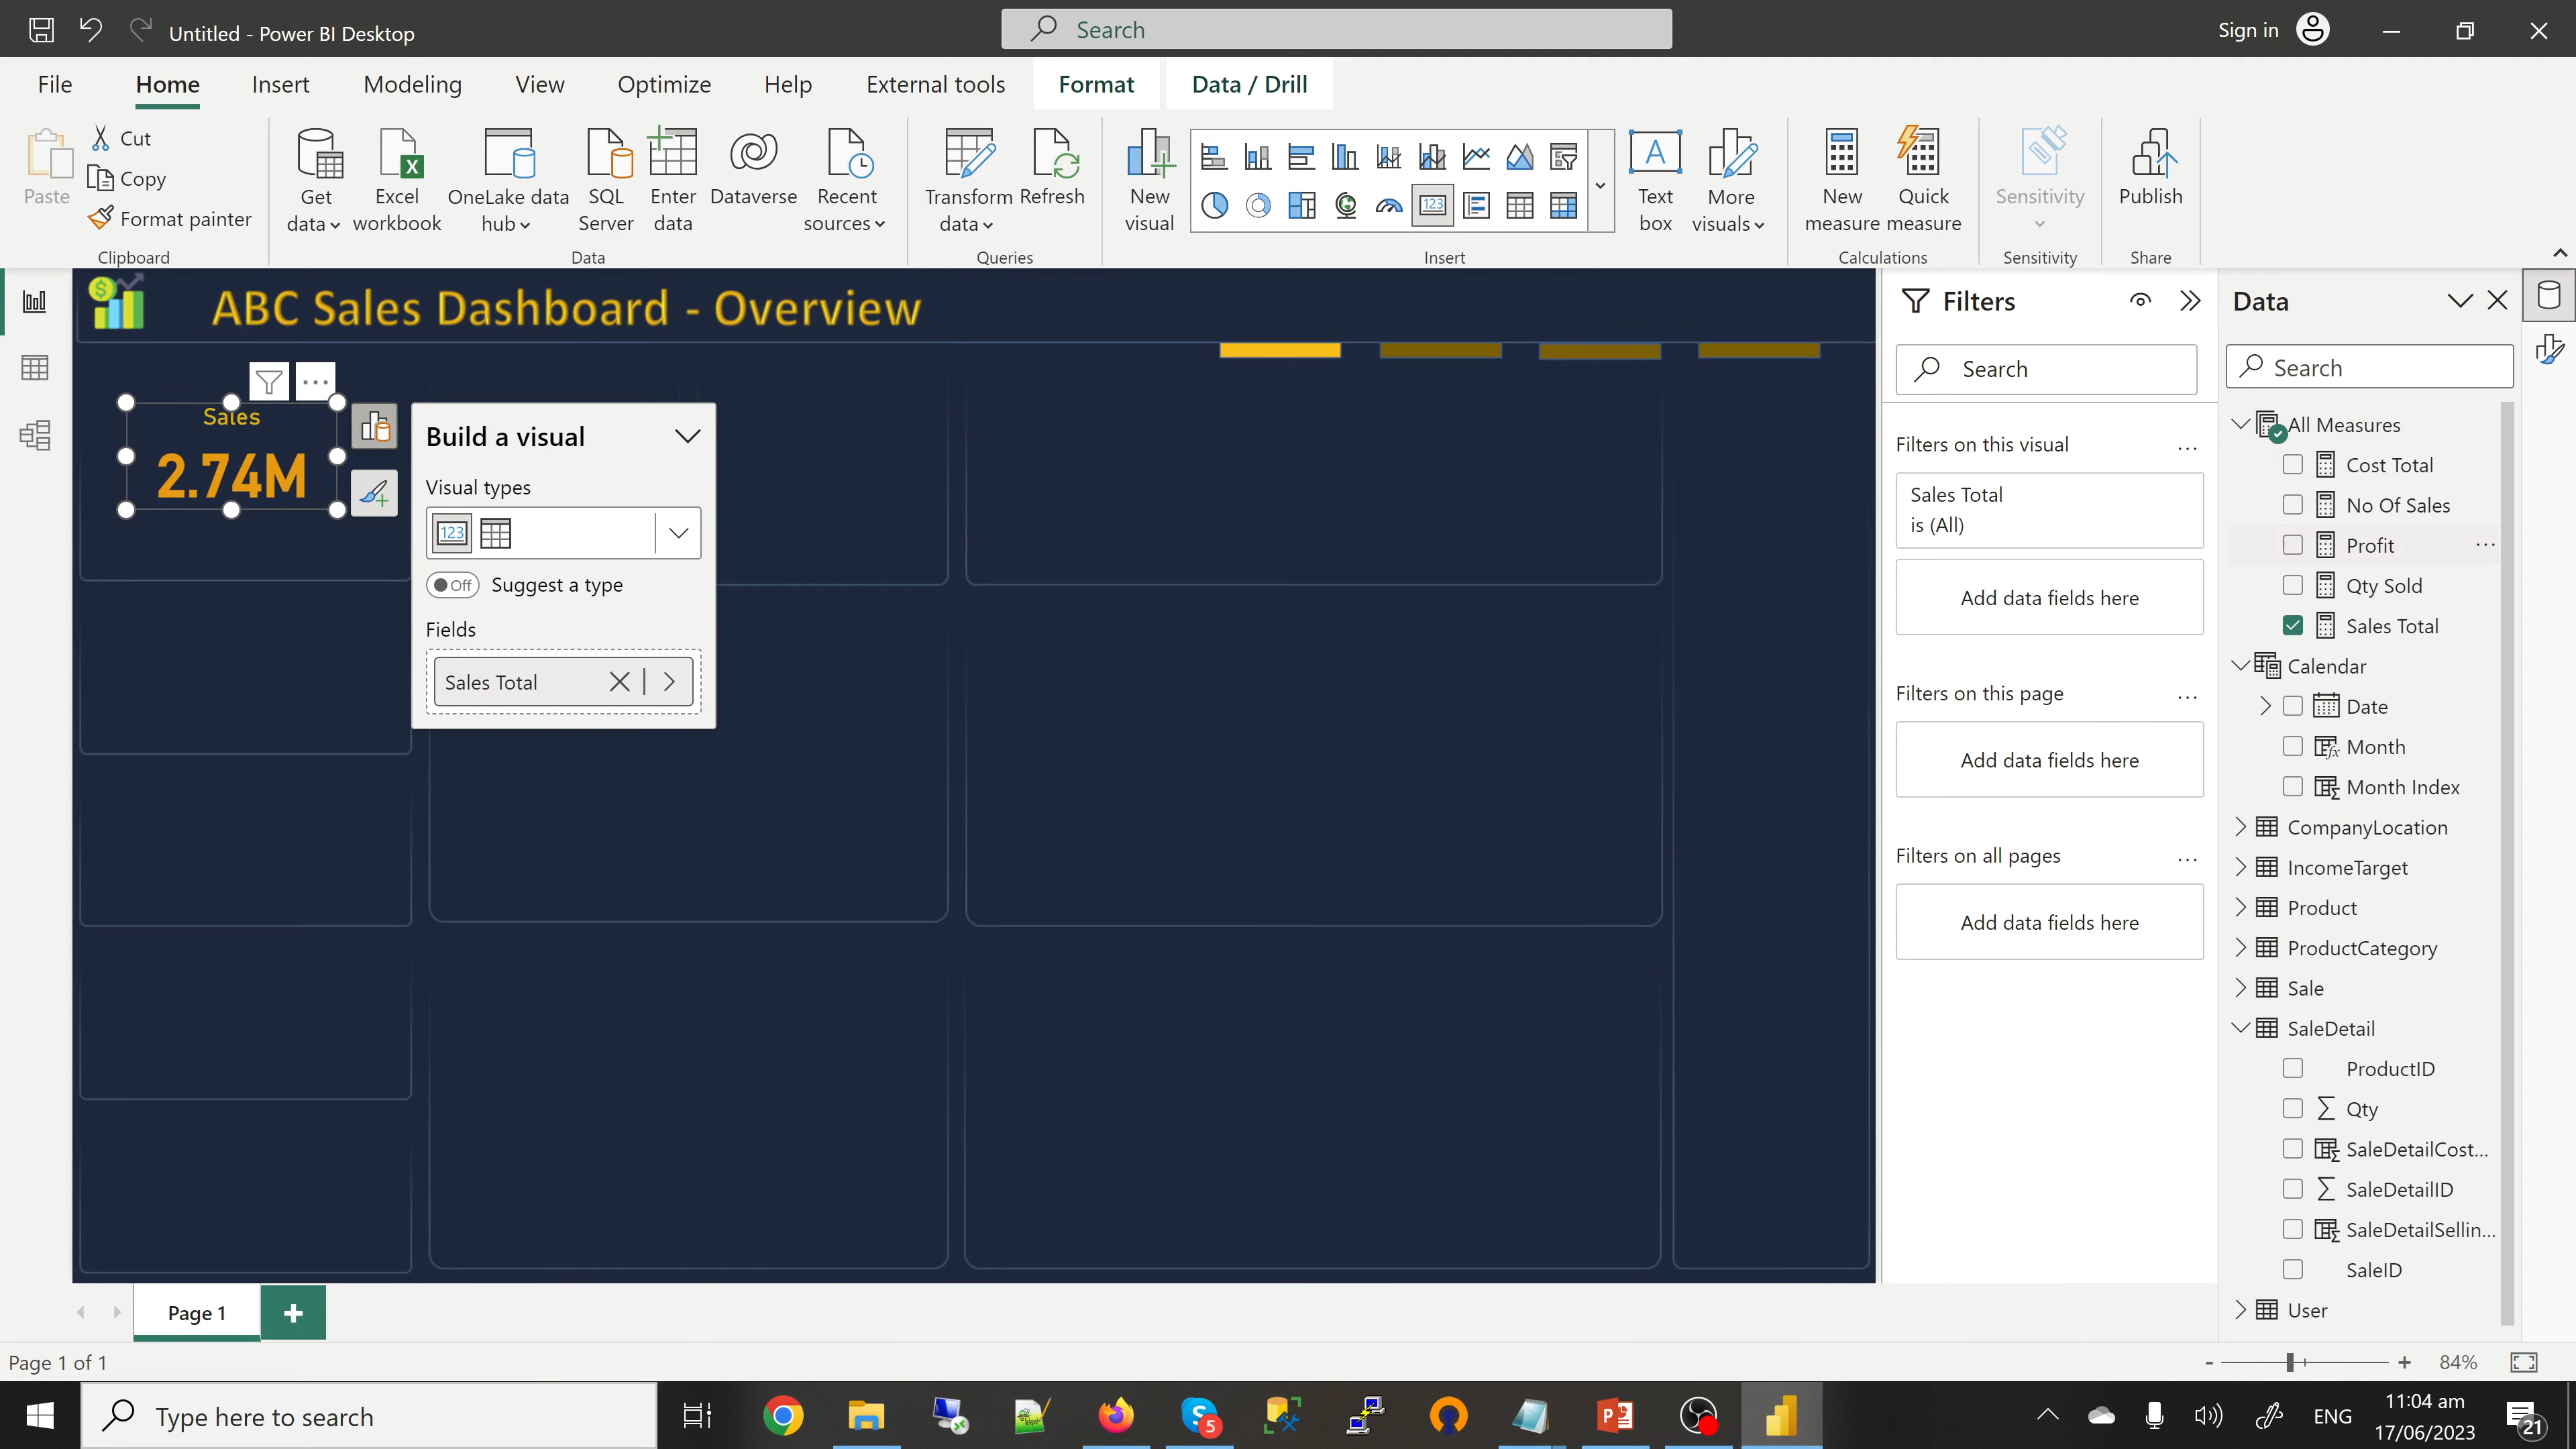 Untitled - Power BI Desktop
Search
Sign in
File
Home
Insert
Modeling
View
Optimize
Help
External tools
Format
Data / Drill
Paste
Cut
Copy
Format painter
Clipboard
Get
data
Excel
workbook
OneLake data
hub
SQL
Server
Enter
data
Dataverse
Recent
sources
Data
Transform
data
Refresh
Queries
New
visual
123
Insert
A
Text
box
More
visuals
New
measure
Quick
measure
Calculations
Sensitivity
Sensitivity
Publish
Share
ABC Sales Dashboard - Overview
Sales
2.74M
Build a visual
Visual types
123
Off
Suggest a type
Fields
Sales Total
Filters
Search
Filters on this visual
Sales Total
is (All)
Add data fields here
Filters on this page
Add data fields here
Filters on all pages
Add data fields here
Data
Search
All Measures
Cost Total
No Of Sales
Profit
Qty Sold
Sales Total
Calendar
Date
Month
Month Index
CompanyLocation
IncomeTarget
Product
ProductCategory
Sale
SaleDetail
ProductID
Qty
SaleDetailCost...
SaleDetailID
SaleDetailSellin...
SaleID
User
Page 1
Page 1 of 1
- + 84%
Type here to search
5
ENG
11:04 am
17/06/2023
21